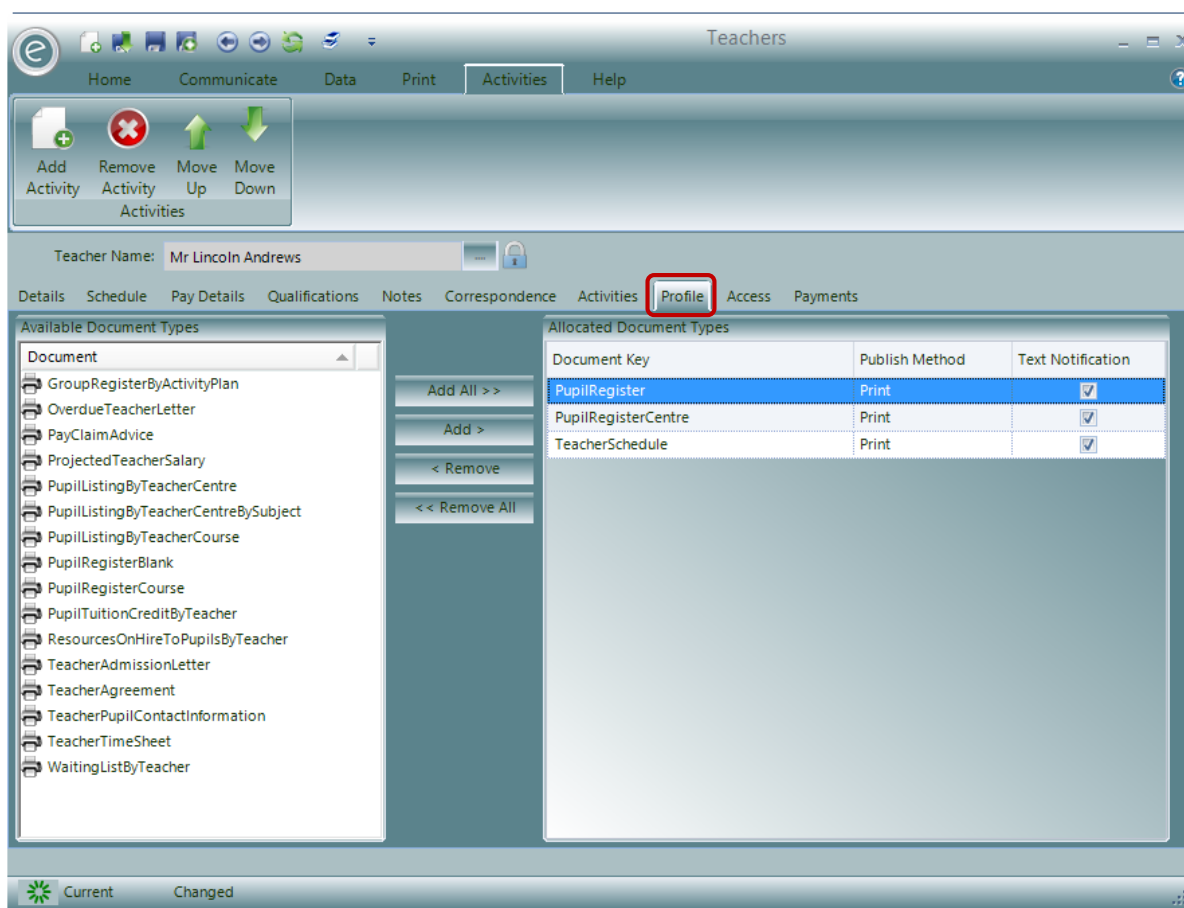 Teachers
Home Communicate Data Print Activities Help
Add Activity Remove Activity Move Up Move Down
Activities
Teacher Name: Mr Lincoln Andrews ...
Details Schedule Pay Details Qualifications Notes Correspondence Activities Profile Access Payments
Available Document Types
Document
GroupRegisterByActivityPlan
OverdueTeacherLetter
PayClaimAdvice
ProjectedTeacherSalary
PupilListingByTeacherCentre
PupilListingByTeacherCentreBySubject
PupilListingByTeacherCourse
PupilRegisterBlank
PupilRegisterCourse
PupilTuitionCreditByTeacher
ResourcesOnHireToPupilsByTeacher
TeacherAdmissionLetter
TeacherAgreement
TeacherPupilContactInformation
TeacherTimeSheet
WaitingListByTeacher
Add All >>
Add >
< Remove
<< Remove All
Allocated Document Types
Document Key Publish Method Text Notification
PupilRegister Print
PupilRegisterCentre Print
TeacherSchedule Print
Current Changed